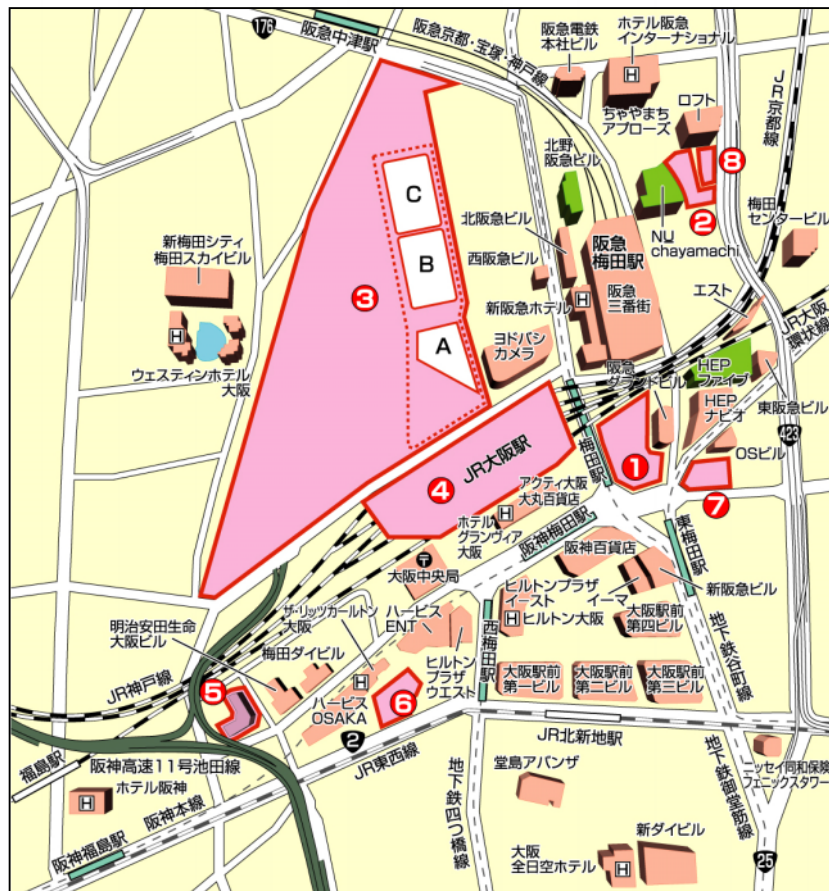 176
阪急中津駅
阪急京都・宝塚・神戸線
阪急電鉄
本社ビル
ホテル阪急
インターナショナル
H
ちゃやまち
アプローズ
ロフト
JR京都線
北野
阪急ビル
8
2
NU
chayamachi
梅田
センタービル
C
B
A
3
北阪急ビル
西阪急ビル
阪急
梅田駅
新阪急ホテル
H
阪急
三番街
エスト
JR大阪
環状線
新梅田シティ
梅田スカイビル
H
ウェスティンホテル
大阪
ヨドバシ
カメラ
阪急
グランドビル
HEP
ファイブ
HEP
ナビオ
東阪急ビル
423
OSビル
JR大阪駅
4
梅田駅
1
7
アクティ大阪
大丸百貨店
H
ホテル
グランヴィア
大阪
阪神梅田駅
東梅田駅
〒
大阪中央局
阪神百貨店
新阪急ビル
明治安田生命
大阪ビル
ザ・リッツカールトン
大阪
ハービス
ENT
梅田ダイビル
ヒルトンプラザ
イースト
イーマ
H
ヒルトン大阪
大阪駅前
第四ビル
西梅田駅
ヒルトン
プラザ
ウエスト
地下鉄谷町線
JR神戸線
5
H
ハービス
OSAKA
6
大阪駅前
第一ビル
大阪駅前
第二ビル
大阪駅前
第三ビル
2
JR北新地駅
福島駅
阪神高速11号池田線
JR東西線
H
ホテル阪神
阪神本線
阪神福島駅
地下鉄四つ橋線
堂島アバンザ
地下鉄御堂筋線
ニッセイ同和保険
フェニックスタワー
大阪
全日空ホテル
H
新ダイビル
25